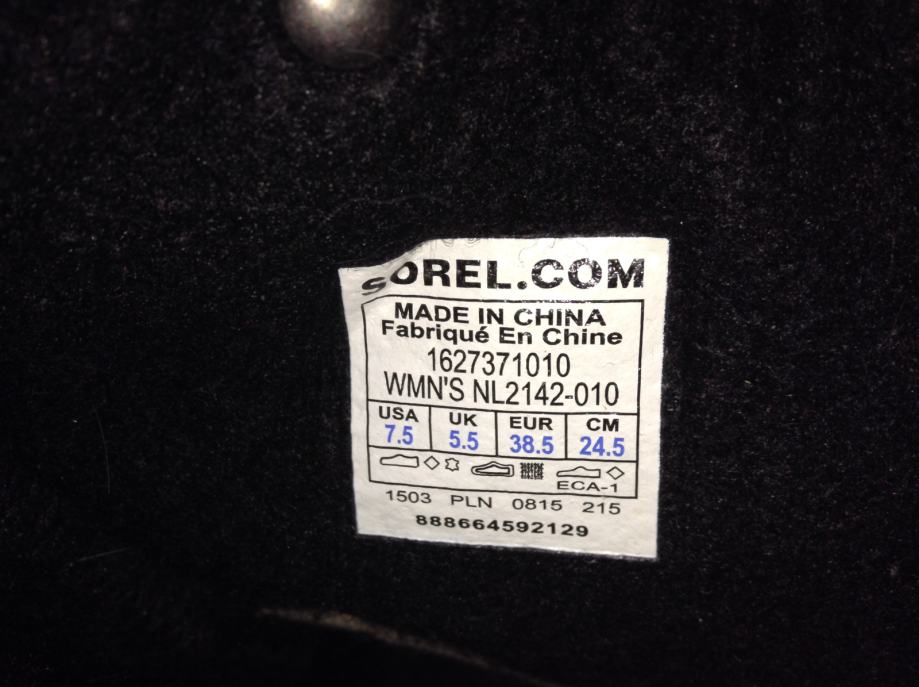 SOREL.COM
MADE IN CHINA
Fabriqué En Chine
1627371010
WMN'S NL2142-010
USA UK EUR CM
7.5 5.5 38.5 24.5
ECA-1
1503 PLN 0815 215
888664592129